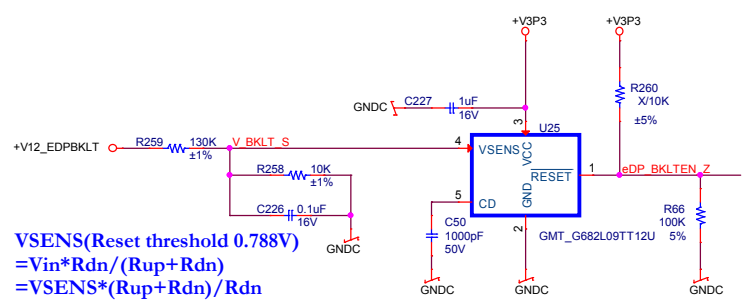 +V3P3
+V3P3
R260
X/10K
±5%
C227
1uF
16V
GNDC
3
U25
R259
130K
±1%
V_BKLT_S
+V12_EDPBKLT
4
VSENS
VCC
RESET
1
eDP_BKLTEN_Z
R258
10K
±1%
5
CD
GND
C226
0.1uF
16V
C50
1000pF
50V
2
GMT_G682L09TT12U
R66
100K
5%
GNDC
GNDC
GNDC
GNDC
VSENS(Reset threshold 0.788V)
=Vin*Rdn/(Rup+Rdn)
=VSENS*(Rup+Rdn)/Rdn